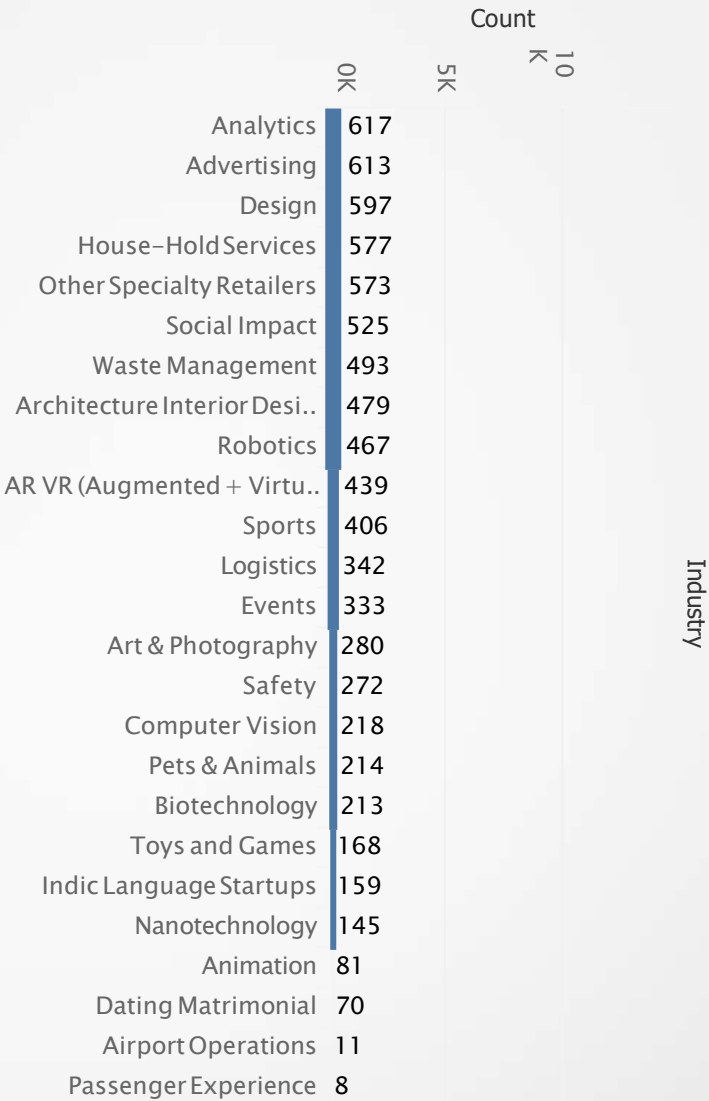 Count
0K
5K
10
K
Analytics 617
Advertising 613
Design 597
House-Hold Services 577
Other Specialty Retailers 573
Social Impact 525
Waste Management 493
Architecture Interior Desi.. 479
Robotics 467
AR VR (Augmented + Virtu.. 439
Sports 406
Logistics 342
Events 333
Art & Photography 280
Safety 272
Computer Vision 218
Pets & Animals 214
Biotechnology 213
Toys and Games 168
Indic Language Startups 159
Nanotechnology 145
Animation 81
Dating Matrimonial 70
Airport Operations 11
Passenger Experience 8
Industry